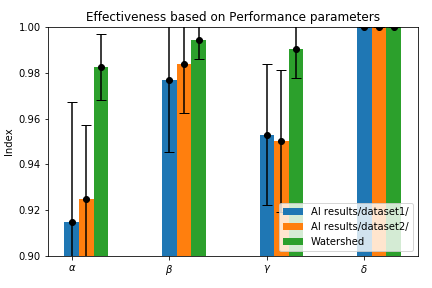 Effectiveness based on Performance parameters
Index
1.00
0.98
0.96
0.94
0.92
0.90
α
β
γ
δ
AI results/dataset1/
AI results/dataset2/
Watershed